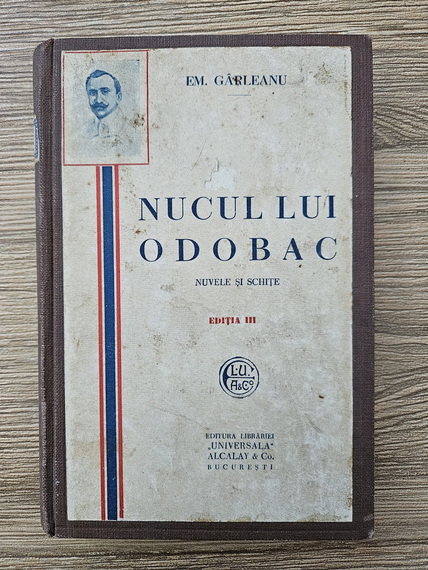 EM. GÂRLEANU
NUCUL LUI
ODOBAC
NUVELE ȘI SCHIȚE
EDIȚIA III
L.U.
A&Co.
EDITURA LIBRĂRIEI
„UNIVERSALA“
ALCALAY & Co.
BUCUREȘTI